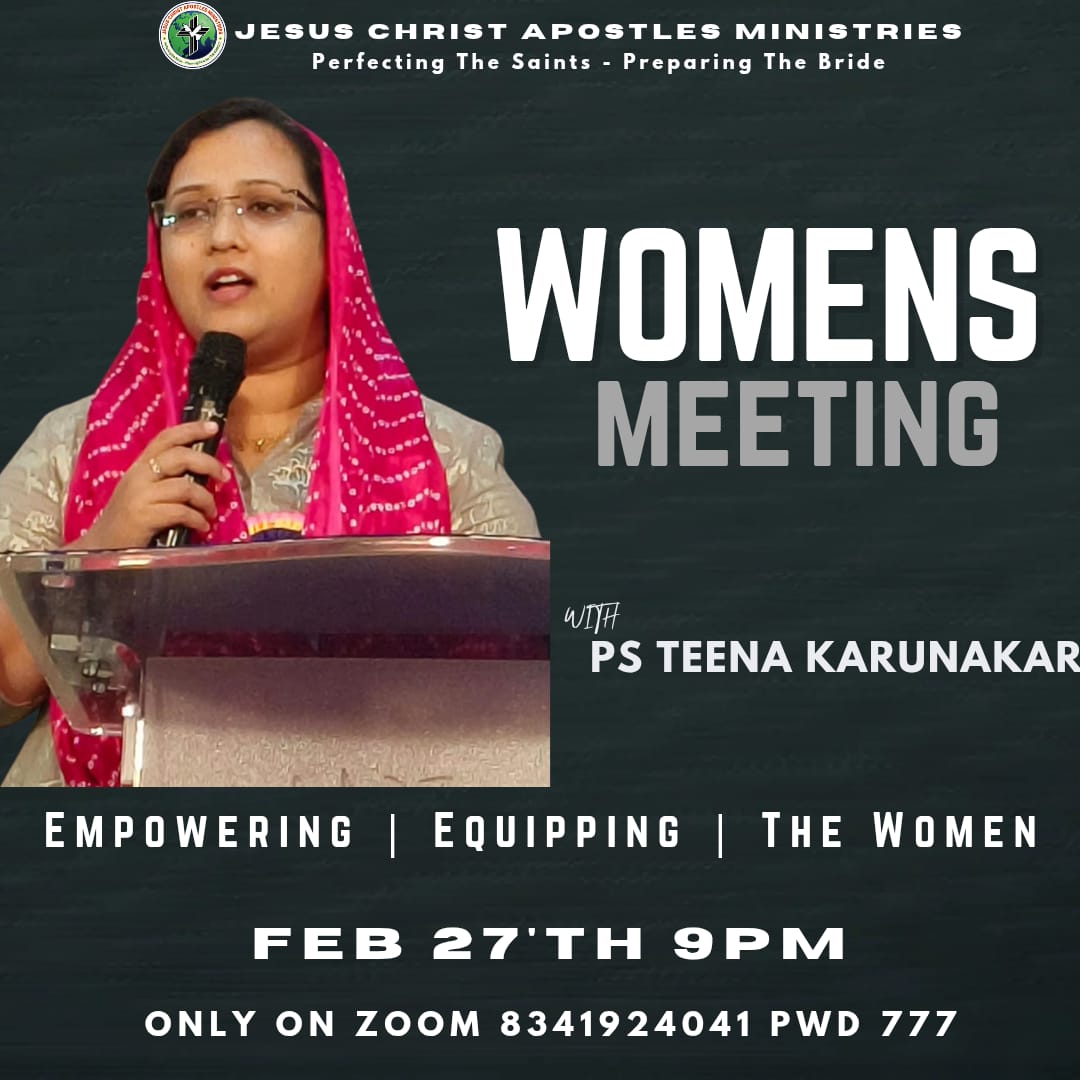 JESUS CHRIST APOSTLES MINISTRIES
Perfecting The Saints - Preparing The Bride
WOMENS
MEETING
WITH
PS TEENA KARUNAKAR
EMPOWERING | EQUIPPING | THE WOMEN
FEB 27'TH 9PM
ONLY ON ZOOM 8341924041 PWD 777